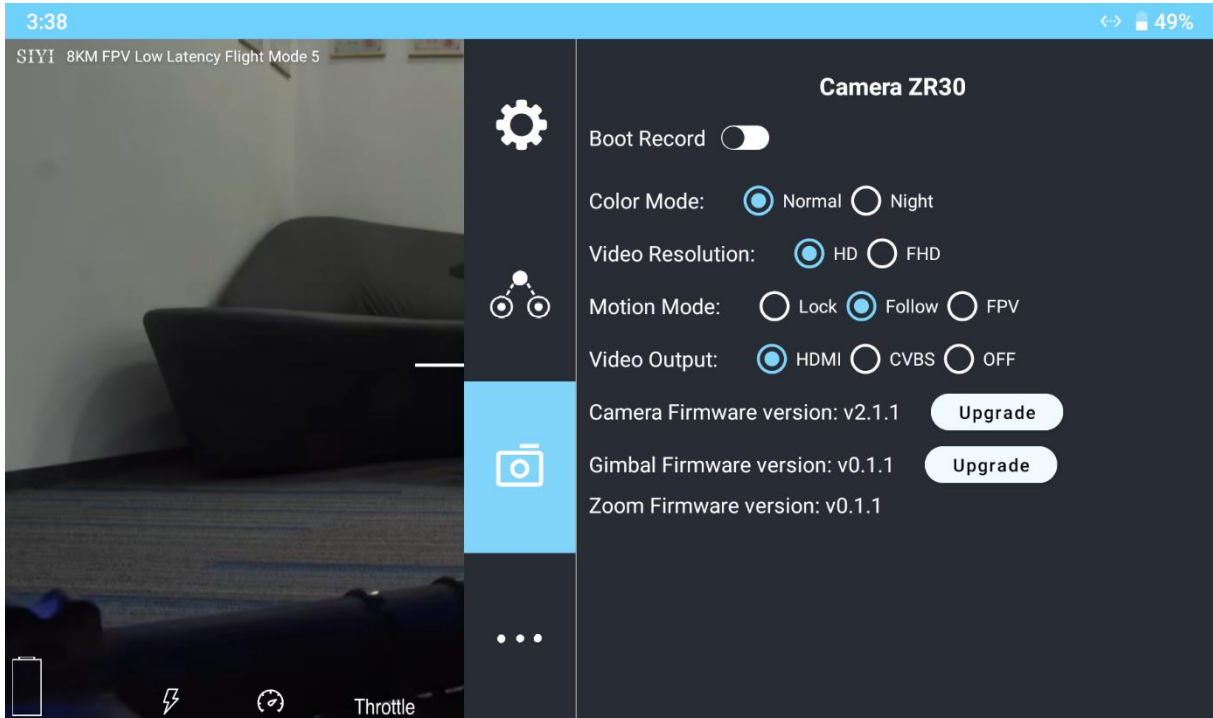 3:38
49%
SIYI 8KM FPV Low Latency Flight Mode 5
Throttle
Camera ZR30
Boot Record
Color Mode: Normal Night
Video Resolution: HD FHD
Motion Mode: Lock Follow FPV
Video Output: HDMI CVBS OFF
Camera Firmware version: v2.1.1 Upgrade
Gimbal Firmware version: v0.1.1 Upgrade
Zoom Firmware version: v0.1.1